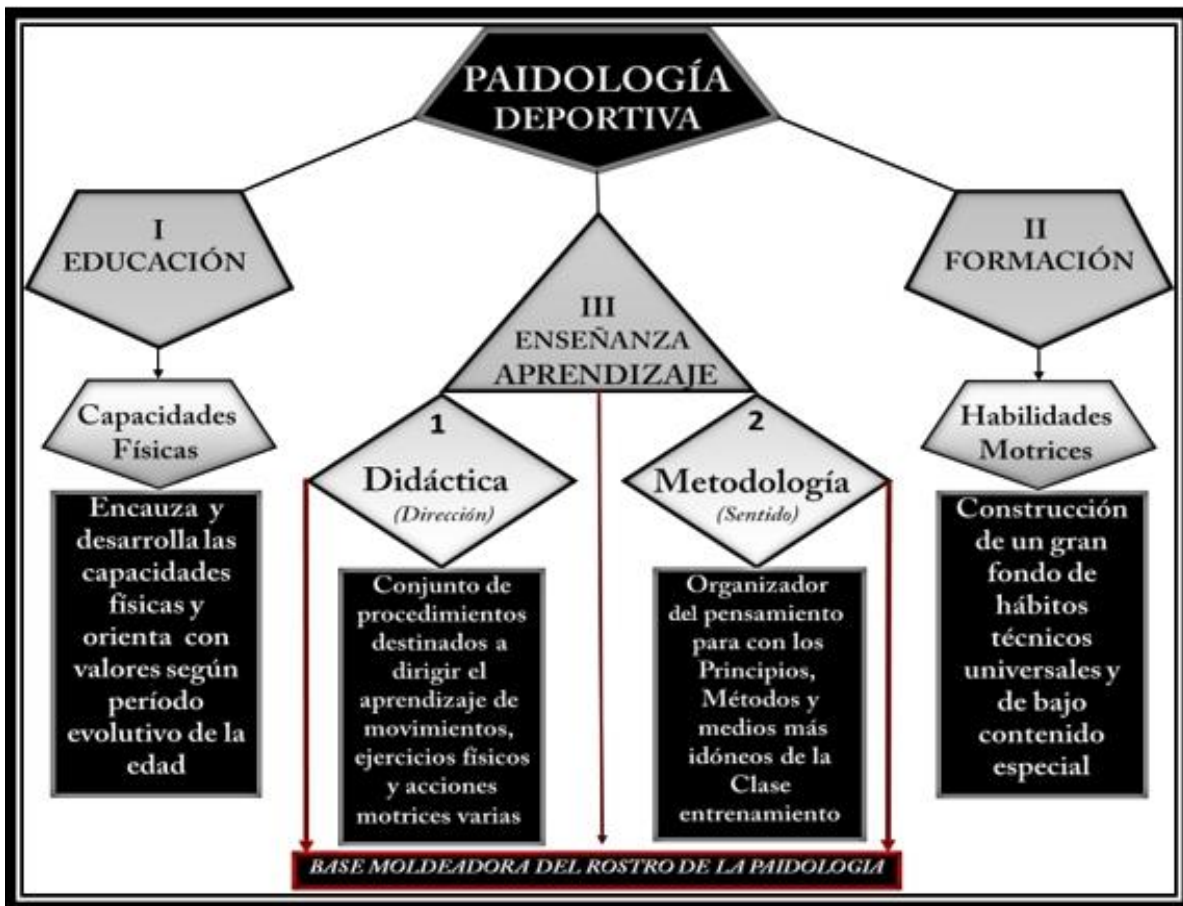 PAIDOLOGÍA
DEPORTIVA
I
EDUCACIÓN
II
FORMACIÓN
III
ENSEÑANZA
APRENDIZAJE
Capacidades
Físicas
Encauza y
desarrolla las
capacidades
físicas y
orienta con
valores según
período
evolutivo de la
edad
1
Didáctica
(Dirección)
Conjunto de
procedimientos
destinados a
dirigir el
aprendizaje de
movimientos,
ejercicios físicos
y acciones
motrices varias
2
Metodología
(Sentido)
Organizador
del pensamiento
para con los
Principios,
Métodos y
medios más
idóneos de la
Clase
entrenamiento
Habilidades
Motrices
Construcción
de un gran
fondo de
hábitos
técnicos
universales y
de bajo
contenido
especial
BASE MOLDEADORA DEL ROSTRO DE LA PAIDOLOGIA